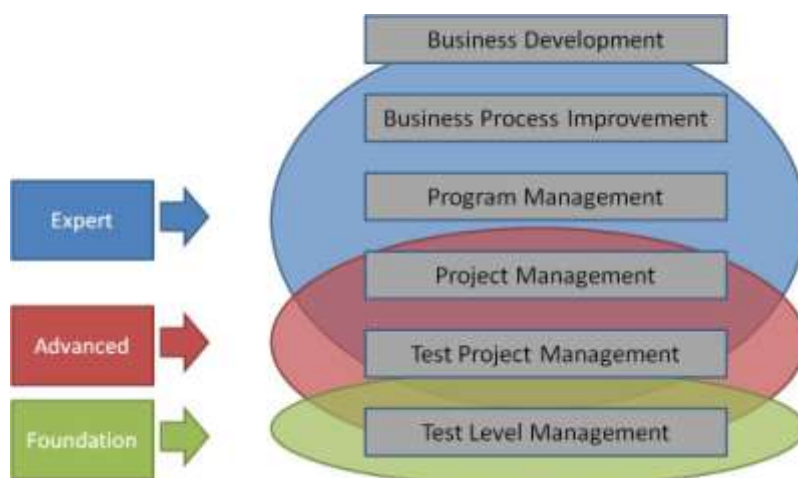 Business Development
Business Process Improvement
Program Management
Expert
Project Management
Advanced
Test Project Management
Foundation
Test Level Management